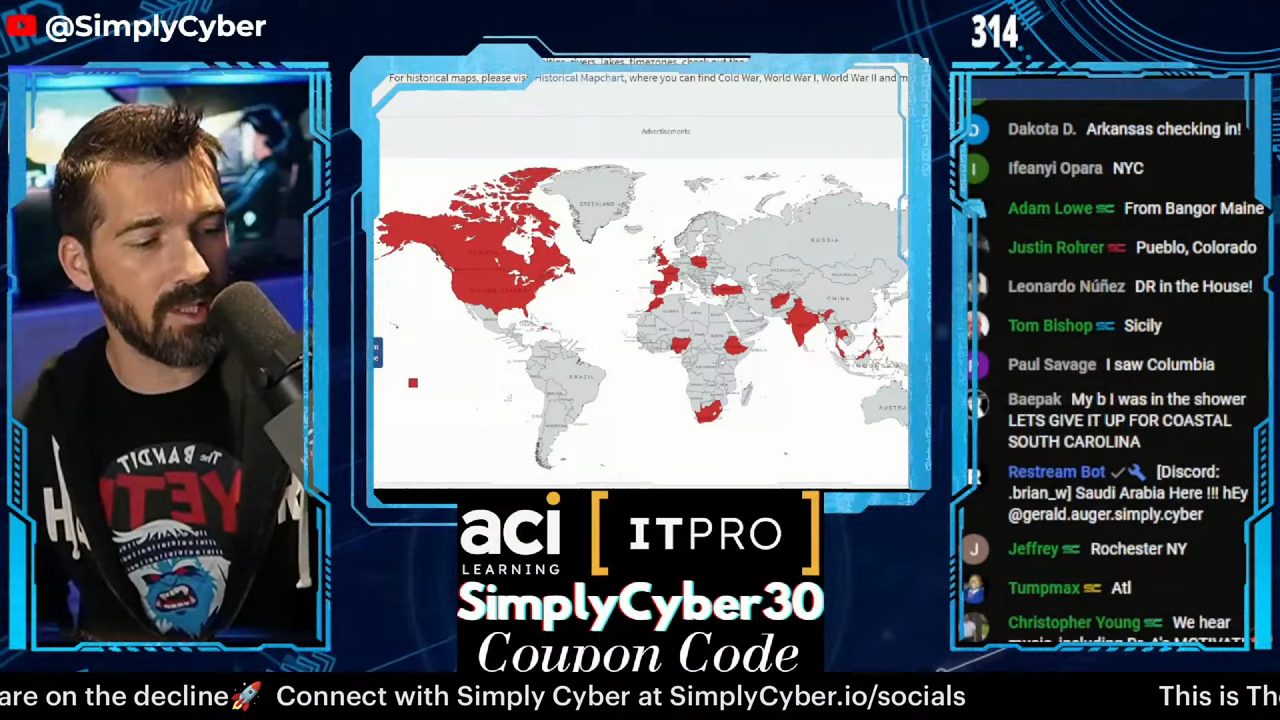 @SimplyCyber
314
For historical maps, please visit Historical Mapchart, where you can find Cold War, World War I, World War II and m
Advertisements
GREENLAND
RUSSIA
CANADA
UNITED STATES
CHINA
BRAZIL
THE BANDIT
YETI
Dakota D. Arkansas checking in!
Ifeanyi Opara NYC
Adam Lowe From Bangor Maine
Justin Rohrer Pueblo, Colorado
Leonardo Núñez DR in the House!
Tom Bishop Sicily
Paul Savage I saw Columbia
Baepak My b I was in the shower
LETS GIVE IT UP FOR COASTAL
SOUTH CAROLINA
Restream Bot [Discord:
.brian_w] Saudi Arabia Here !!! hEy
@gerald.auger.simply.cyber
Jeffrey Rochester NY
Tumpmax Atl
Christopher Young We hear
aci
LEARNING
[ITPRO]
SimplyCyber30
Coupon Code
are on the decline🚀 Connect with Simply Cyber at SimplyCyber.io/socials
This is Th